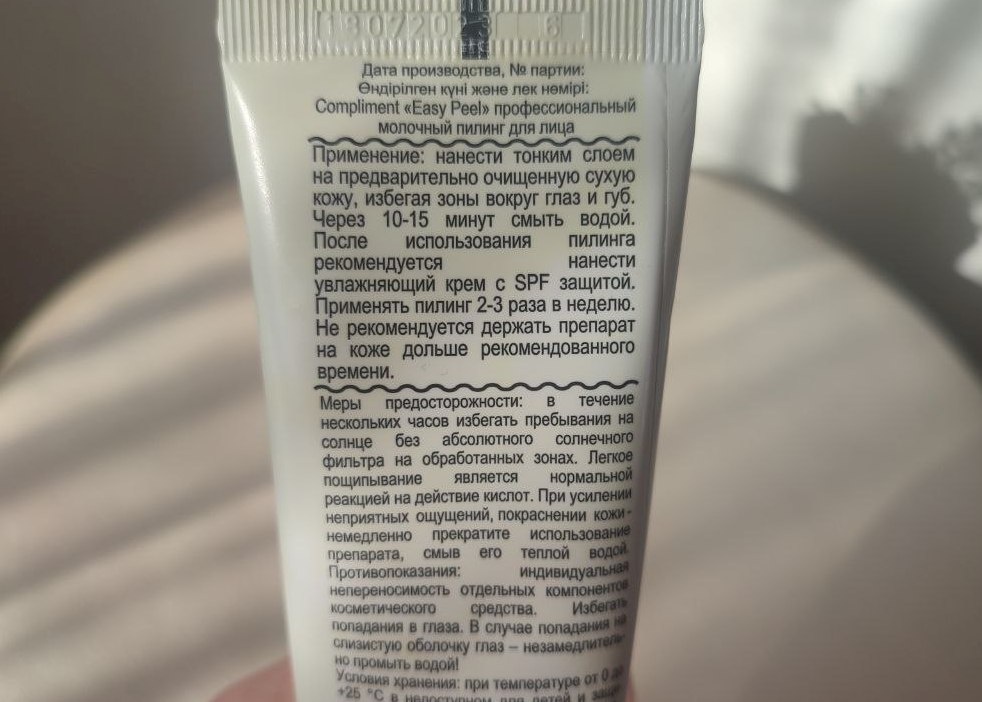 Дата производства, № партии:
Өндірілген күні және лек нөмірі:
Compliment «Easy Peel» профессиональный
молочный пилинг для лица
Применение: нанести тонким слоем
на предварительно очищенную сухую
кожу, избегая зоны вокруг глаз и губ.
Через 10-15 минут смыть водой.
После использования пилинга
рекомендуется нанести
увлажняющий крем с SPF защитой.
Применять пилинг 2-3 раза в неделю.
Не рекомендуется держать препарат
на коже дольше рекомендованного
времени.
Меры предосторожности: в течение
нескольких часов избегать пребывания на
солнце без абсолютного солнечного
фильтра на обработанных зонах. Легкое
пощипывание является нормальной
реакцией на действие кислот. При усилении
неприятных ощущений, покраснении кожи-
немедленно прекратите использование
препарата, смыв его теплой водой.
Противопоказания: индивидуальная
непереносимость отдельных компонентов
косметического средства. Избегать
попадания в глаза. В случае попадания на
слизистую оболочку глаз – незамедлитель-
но промыть водой!
Условия хранения: при температуре от 0 до
+25 °С в недоступном для детей и